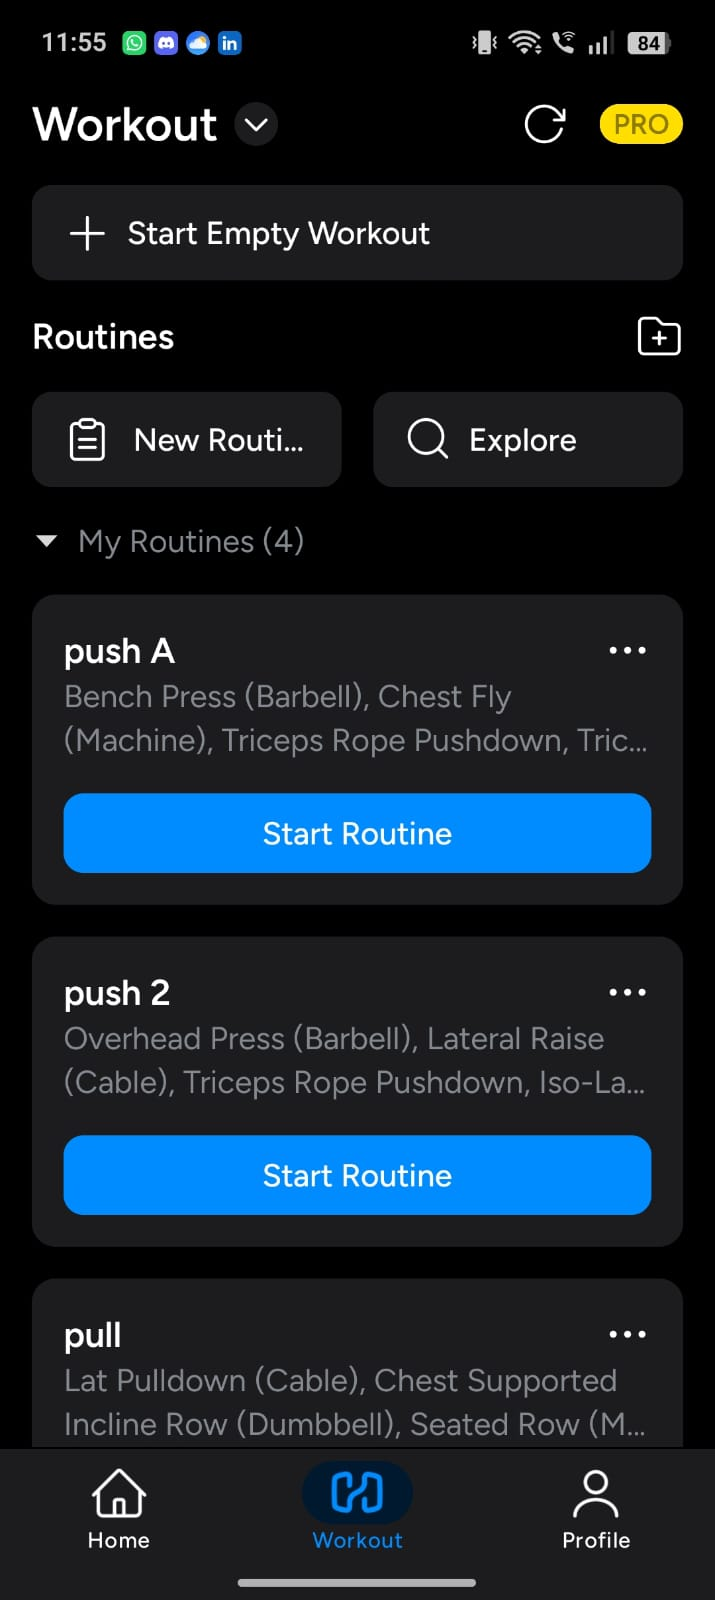 11:55
84
Workout
PRO
Start Empty Workout
Routines
New Routi...
Explore
My Routines (4)
push A
Bench Press (Barbell), Chest Fly
(Machine), Triceps Rope Pushdown, Tric...
Start Routine
push 2
Overhead Press (Barbell), Lateral Raise
(Cable), Triceps Rope Pushdown, Iso-La...
Start Routine
pull
Lat Pulldown (Cable), Chest Supported
Incline Row (Dumbbell), Seated Row (M...
Home
Workout
Profile